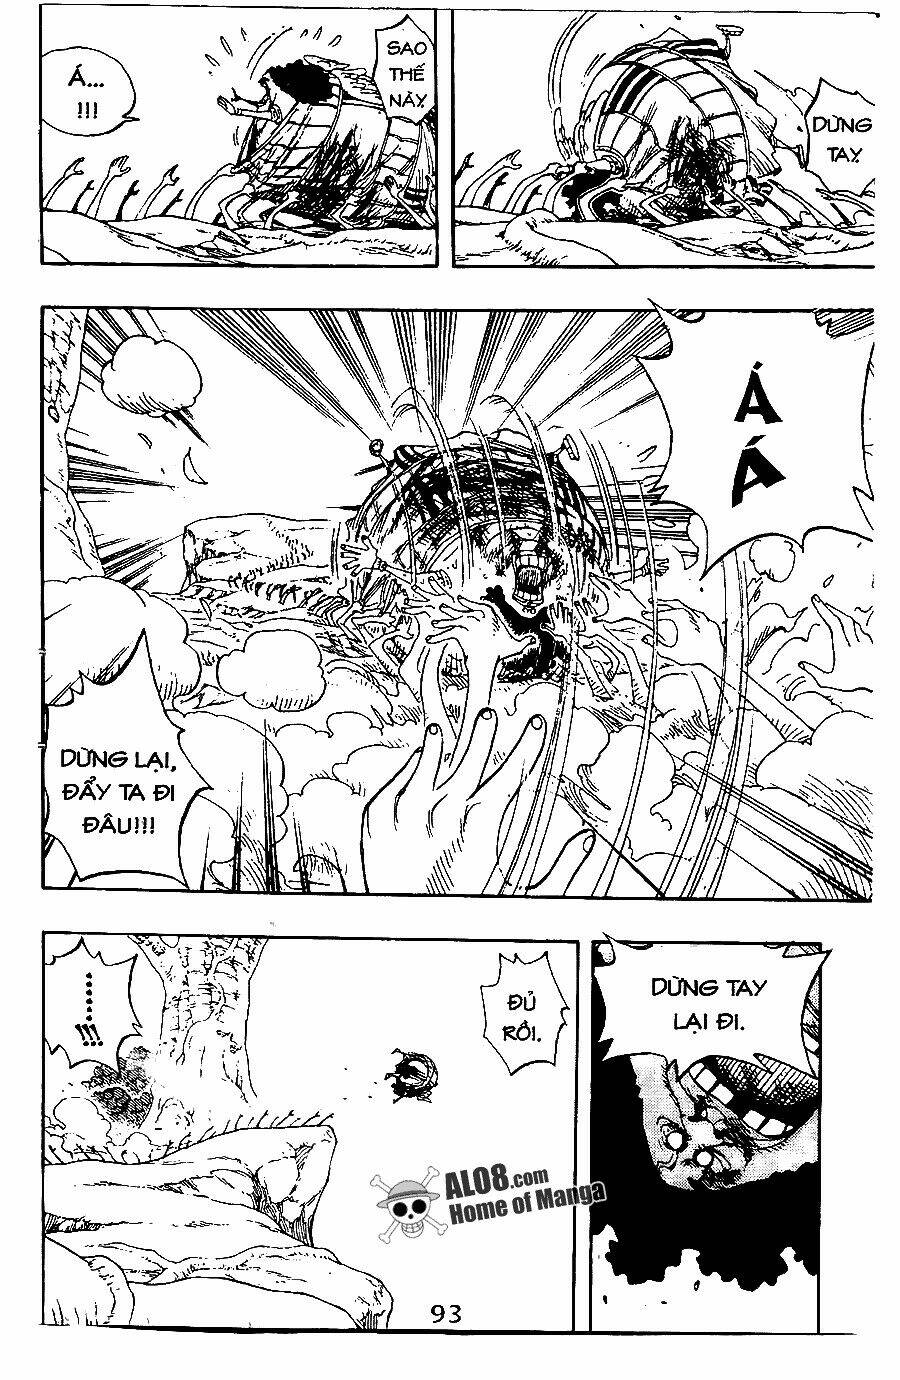 Á...
!!!
SAO
THẾ
NÀY.
DỪNG
TAY.
Á
Á
DỪNG LẠI,
ĐẨY TA ĐI
ĐÂU!!!
......
!!!
ĐỦ
RỒI.
DỪNG TAY
LẠI ĐI.
AL08.com
Home of Manga
93